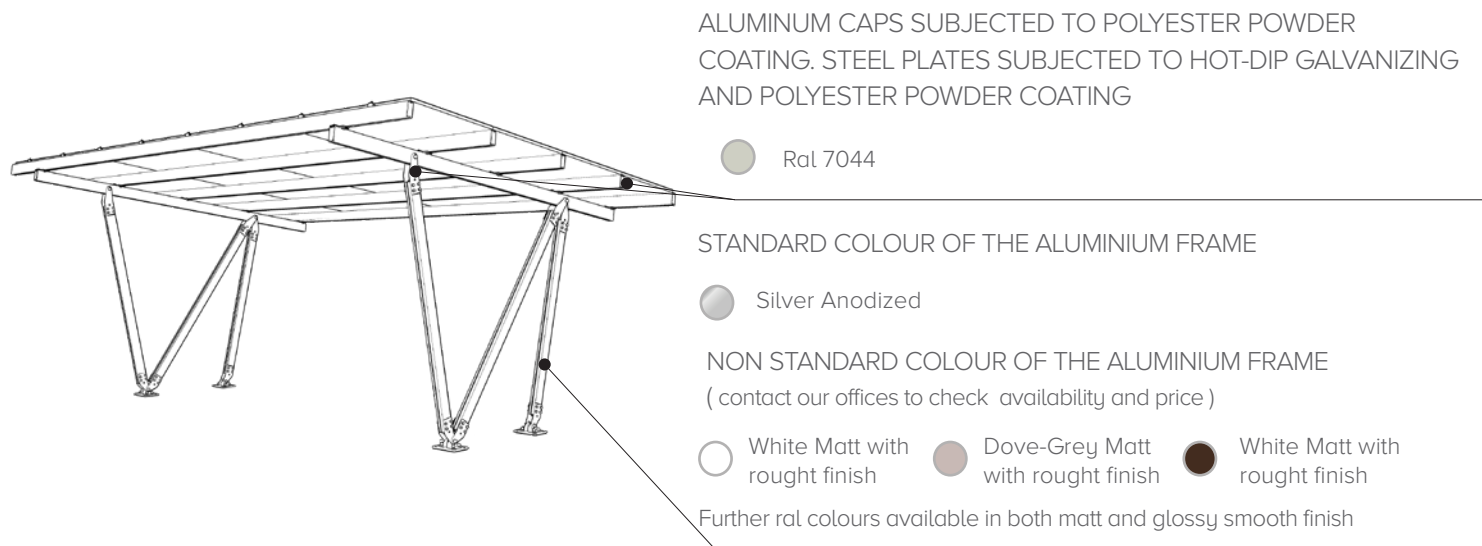 ALUMINUM CAPS SUBJECTED TO POLYESTER POWDER
COATING. STEEL PLATES SUBJECTED TO HOT-DIP GALVANIZING
AND POLYESTER POWDER COATING
Ral 7044
STANDARD COLOUR OF THE ALUMINIUM FRAME
Silver Anodized
NON STANDARD COLOUR OF THE ALUMINIUM FRAME
( contact our offices to check availability and price )
White Matt with
rought finish
Dove-Grey Matt
with rought finish
White Matt with
rought finish
Further ral colours available in both matt and glossy smooth finish